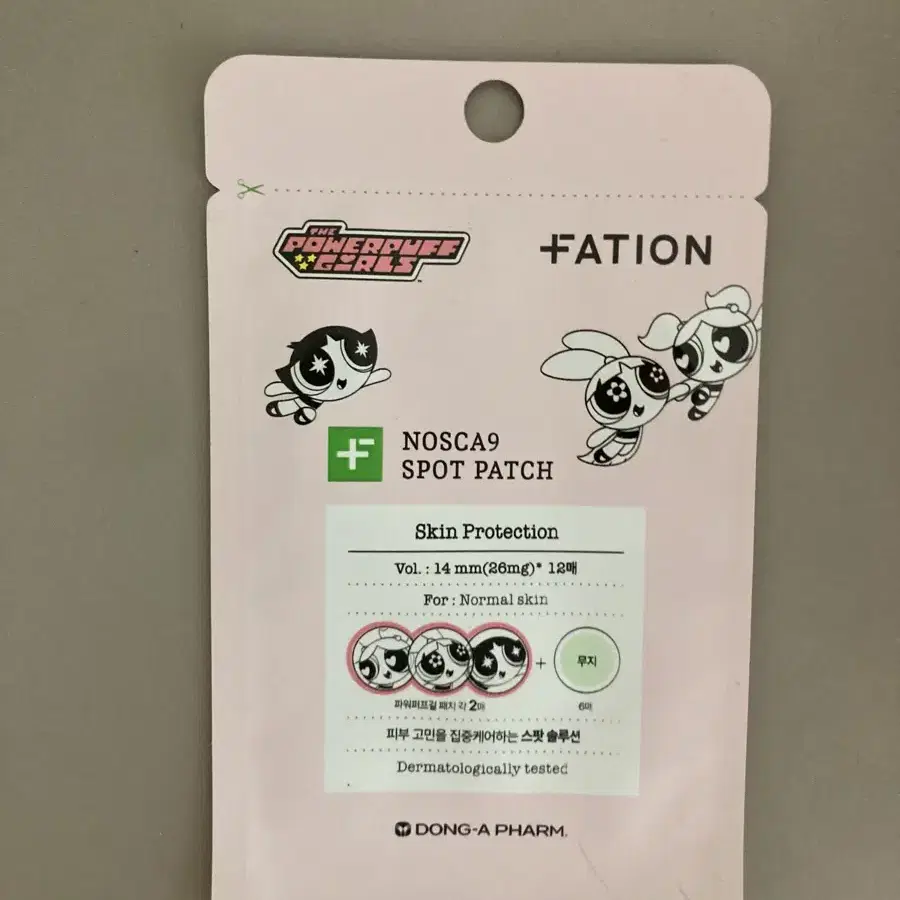 THE
POWERPUFF
GIRLS
FATION
NOSCA9
SPOT PATCH
Skin Protection
Vol. : 14 mm(26mg)* 12매
For : Normal skin
+
무지
파워퍼프걸 패치 각 2매
6매
피부 고민을 집중케어하는 스팟 솔루션
Dermatologically tested
DONG-A PHARM.